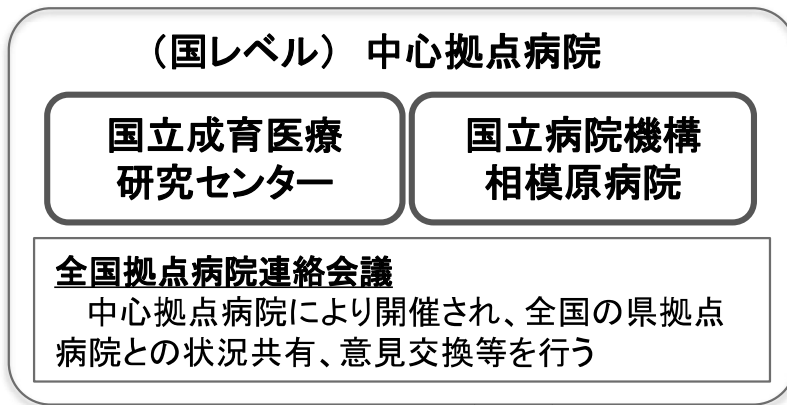 （国レベル） 中心拠点病院
国立成育医療
研究センター
国立病院機構
相模原病院
全国拠点病院連絡会議
　中心拠点病院により開催され、全国の県拠点
病院との状況共有、意見交換等を行う